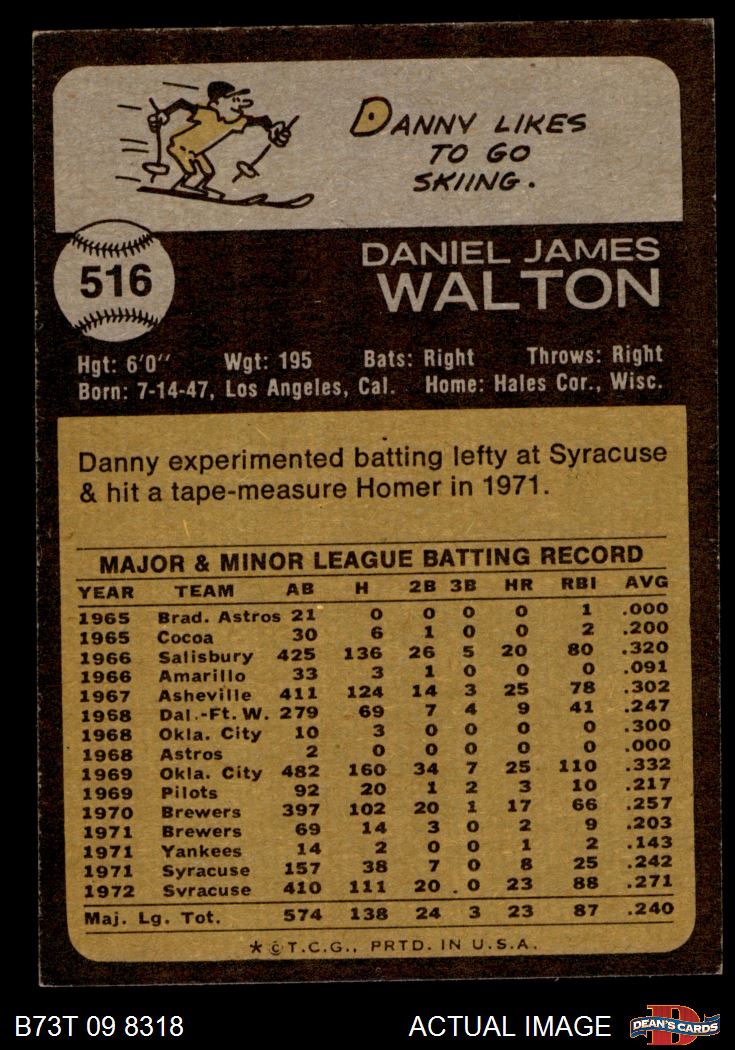 DANNY LIKES
TO GO
SKIING.
516
DANIEL JAMES
WALTON
Hgt: 6'0" Wgt: 195 Bats: Right Throws: Right
Born: 7-14-47, Los Angeles, Cal. Home: Hales Cor., Wisc.
Danny experimented batting lefty at Syracuse
& hit a tape-measure Homer in 1971.
MAJOR & MINOR LEAGUE BATTING RECORD
YEAR TEAM AB H 2B 3B HR RBI AVG
1965 Brad. Astros 21 0 0 0 0 1 .000
1965 Cocoa 30 6 1 0 0 2 .200
1966 Salisbury 425 136 26 5 20 80 .320
1966 Amarillo 33 3 1 0 0 0 .091
1967 Asheville 411 124 14 3 25 78 .302
1968 Dal.-Ft. W. 279 69 7 4 9 41 .247
1968 Okla. City 10 3 0 0 0 0 .300
1968 Astros 2 0 0 0 0 0 .000
1969 Okla. City 482 160 34 7 25 110 .332
1969 Pilots 92 20 1 2 3 10 .217
1970 Brewers 397 102 20 1 17 66 .257
1971 Brewers 69 14 3 0 2 9 .203
1971 Yankees 14 2 0 0 1 2 .143
1971 Syracuse 157 38 7 0 8 25 .242
1972 Syracuse 410 111 20 0 23 88 .271
Maj. Lg. Tot. 574 138 24 3 23 87 .240
* © T.C.G., PRTD. IN U.S.A.
B73T 09 8318 ACTUAL IMAGE DEAN'S CARDS